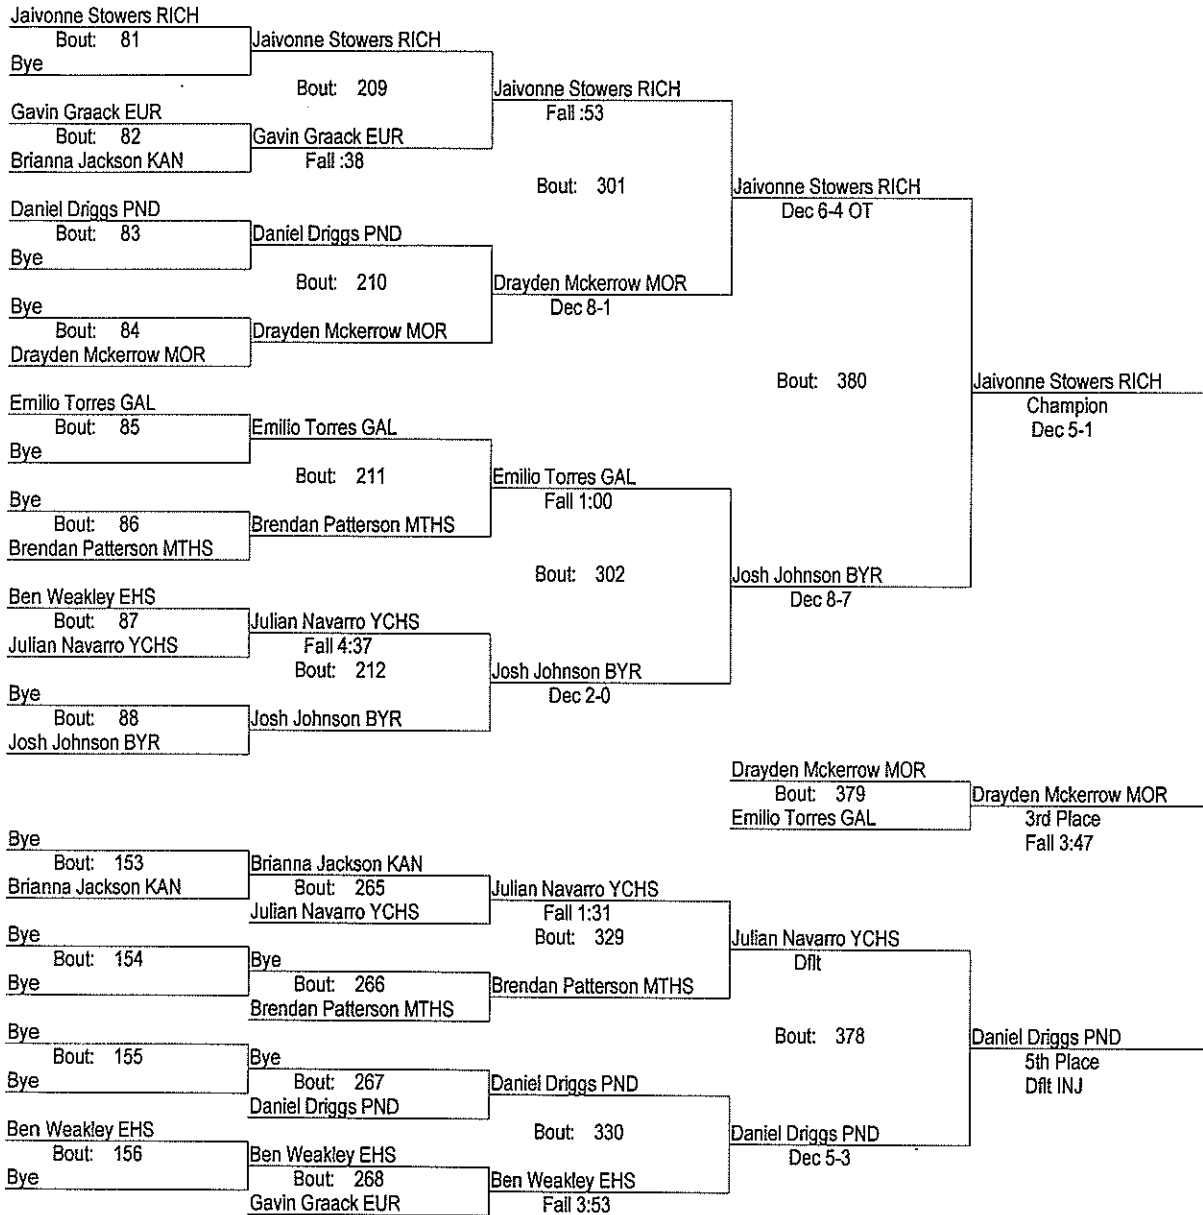 Jaivonne Stowers RICH
Bout: 81
Bye
Jaivonne Stowers RICH
Bout: 209
Gavin Graack EUR
Bout: 82
Brianna Jackson KAN
Gavin Graack EUR
Fall :38
Jaivonne Stowers RICH
Fall :53
Bout: 301
Daniel Driggs PND
Bout: 83
Bye
Daniel Driggs PND
Bout: 210
Bye
Bout: 84
Drayden Mckerrow MOR
Drayden Mckerrow MOR
Drayden Mckerrow MOR
Dec 8-1
Jaivonne Stowers RICH
Dec 6-4 OT
Bout: 380
Jaivonne Stowers RICH
Champion
Dec 5-1
Emilio Torres GAL
Bout: 85
Bye
Emilio Torres GAL
Bout: 211
Bye
Bout: 86
Brendan Patterson MTHS
Brendan Patterson MTHS
Emilio Torres GAL
Fall 1:00
Bout: 302
Ben Weakley EHS
Bout: 87
Julian Navarro YCHS
Julian Navarro YCHS
Fall 4:37
Bout: 212
Bye
Bout: 88
Josh Johnson BYR
Josh Johnson BYR
Josh Johnson BYR
Dec 2-0
Josh Johnson BYR
Dec 8-7
Drayden Mckerrow MOR
Bout: 379
Emilio Torres GAL
Drayden Mckerrow MOR
3rd Place
Fall 3:47
Bye
Bout: 153
Brianna Jackson KAN
Brianna Jackson KAN
Bout: 265
Julian Navarro YCHS
Julian Navarro YCHS
Fall 1:31
Bout: 329
Bye
Bout: 154
Bye
Bye
Bout: 266
Brendan Patterson MTHS
Brendan Patterson MTHS
Julian Navarro YCHS
Dflt
Bout: 378
Bye
Bout: 155
Bye
Bye
Bout: 267
Daniel Driggs PND
Daniel Driggs PND
Bout: 330
Ben Weakley EHS
Bout: 156
Bye
Ben Weakley EHS
Bout: 268
Gavin Graack EUR
Ben Weakley EHS
Fall 3:53
Daniel Driggs PND
Dec 5-3
Daniel Driggs PND
5th Place
Dflt INJ